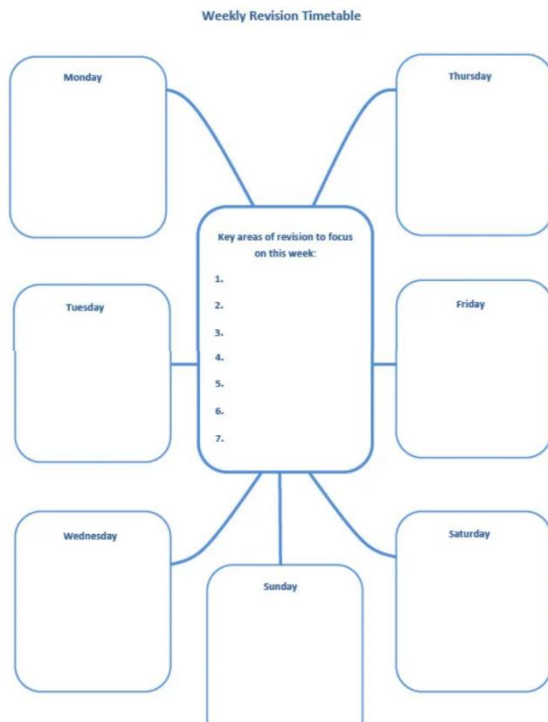 Weekly Revision Timetable
Monday
Thursday
Key areas of revision to focus
on this week:
1.
2.
3.
4.
5.
6.
7.
Tuesday
Friday
Wednesday
Saturday
Sunday